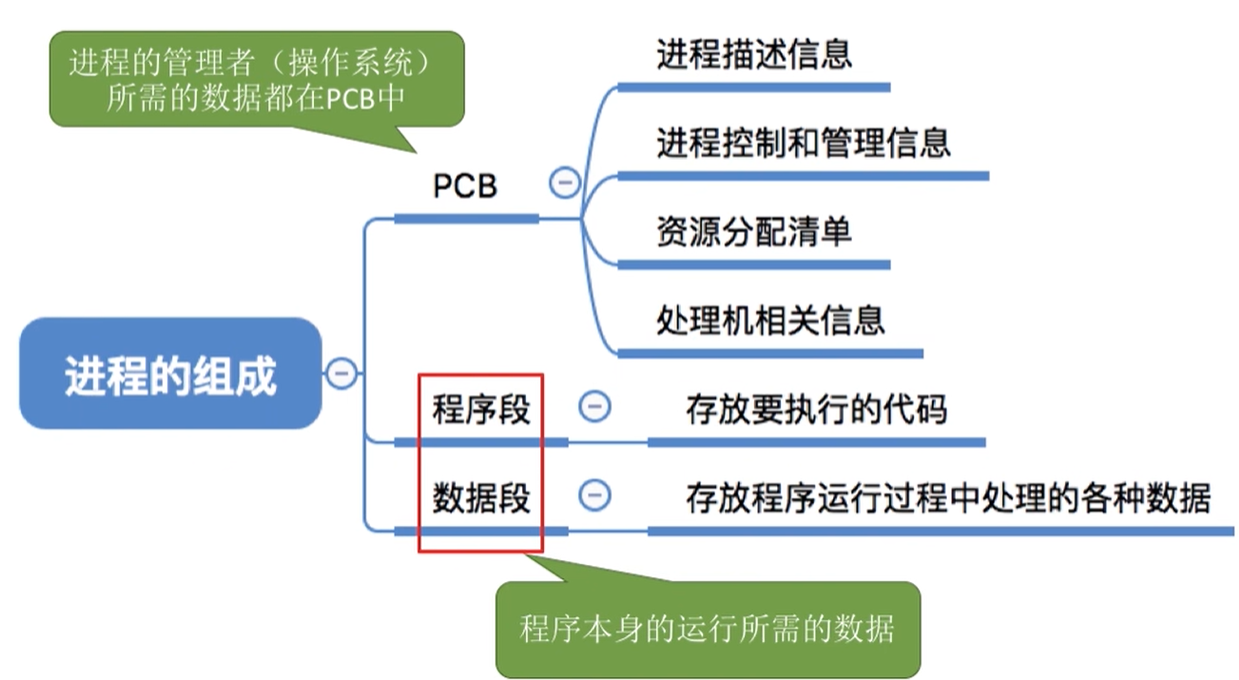 进程的管理者（操作系统）
所需的数据都在PCB中
进程描述信息
进程控制和管理信息
PCB
资源分配清单
处理机相关信息
进程的组成
程序段
存放要执行的代码
数据段
存放程序运行过程中处理的各种数据
程序本身的运行所需的数据